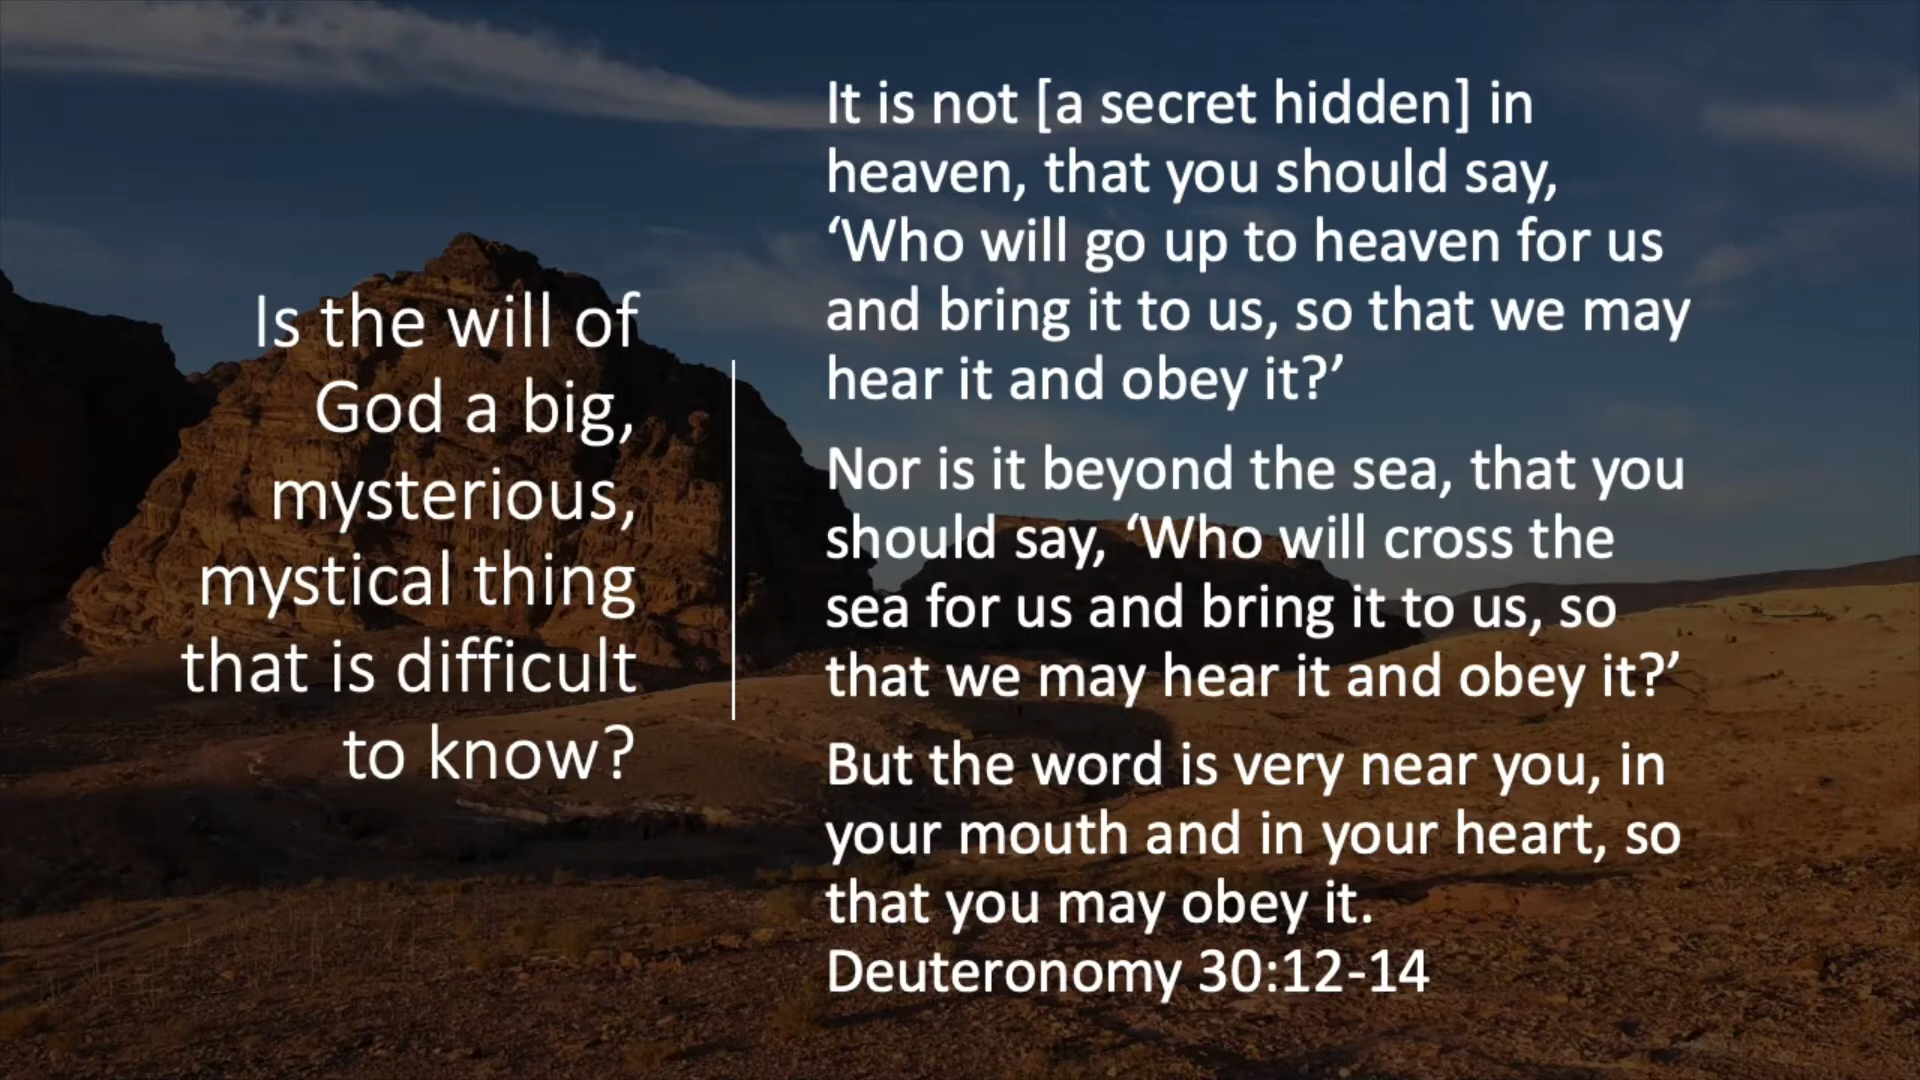 Is the will of
God a big,
mysterious,
mystical thing
that is difficult
to know?
It is not [a secret hidden] in
heaven, that you should say,
‘Who will go up to heaven for us
and bring it to us, so that we may
hear it and obey it?’
Nor is it beyond the sea, that you
should say, ‘Who will cross the
sea for us and bring it to us, so
that we may hear it and obey it?’
But the word is very near you, in
your mouth and in your heart, so
that you may obey it.
Deuteronomy 30:12-14